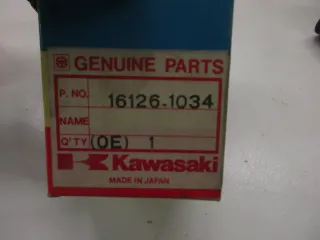 GENUINE PARTS
P. NO. 16126-1034
NAME
Q'TY (OE) 1
Kawasaki
MADE IN JAPAN